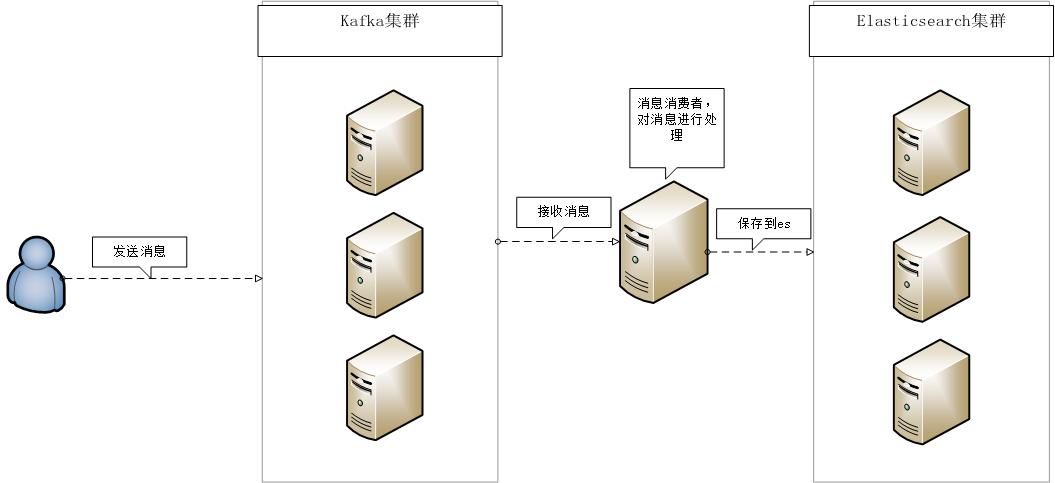 Kafka集群
Elasticsearch集群
消息消费者，
对消息进行处
理
接收消息
保存到es
发送消息